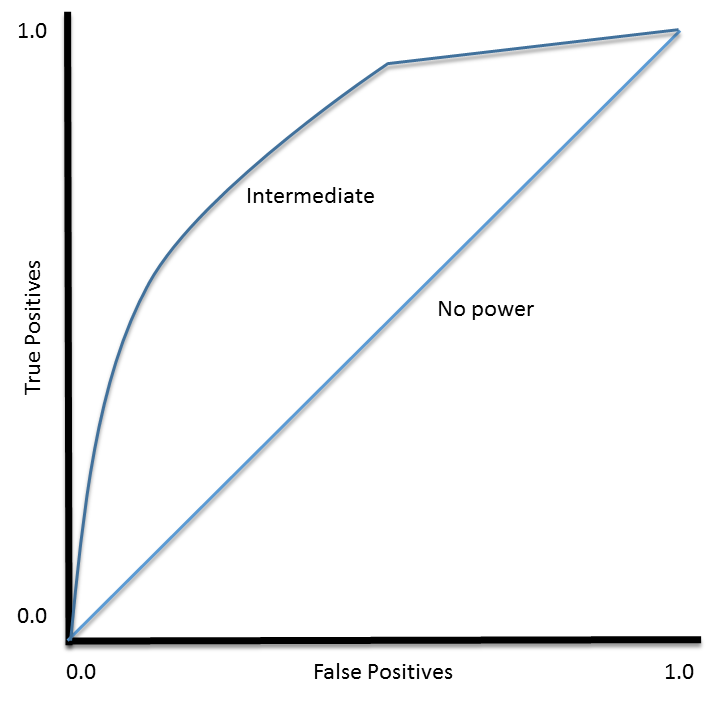 1.0
Intermediate
True Positives
No power
0.0
0.0
False Positives
1.0